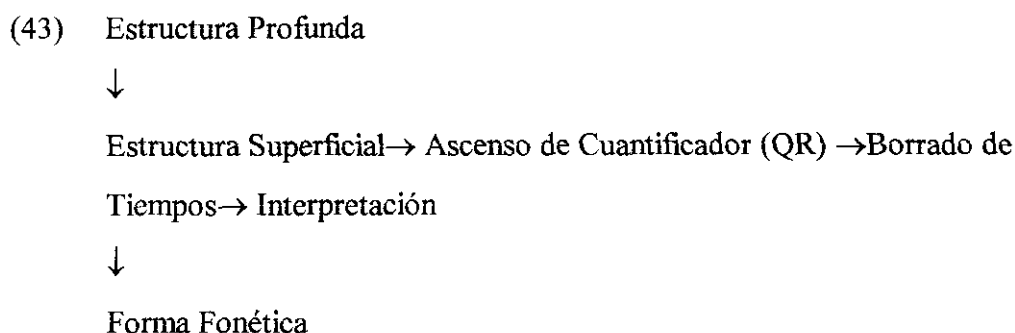 (43) Estructura Profunda
↓
Estructura Superficial→ Ascenso de Cuantificador (QR) →Borrado de
Tiempos→ Interpretación
↓
Forma Fonética